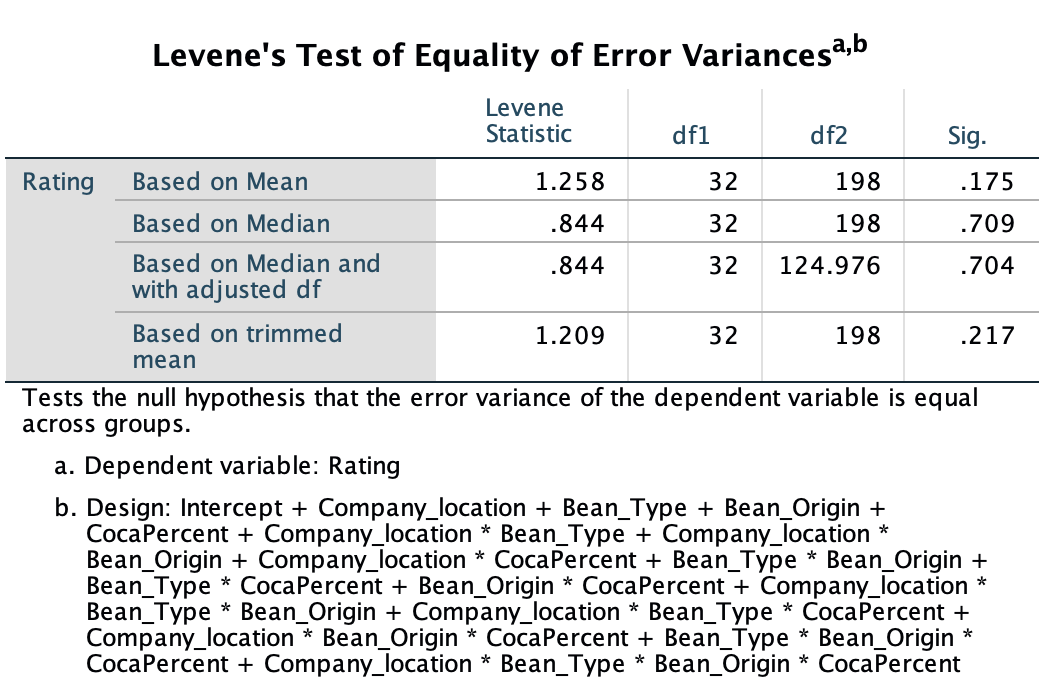 Levene's Test of Equality of Error Variancesa,b
Levene
Statistic df1 df2 Sig.
Rating Based on Mean 1.258 32 198 .175
Based on Median .844 32 198 .709
Based on Median and
with adjusted df .844 32 124.976 .704
Based on trimmed
mean 1.209 32 198 .217
Tests the null hypothesis that the error variance of the dependent variable is equal
across groups.
a. Dependent variable: Rating
b. Design: Intercept + Company_location + Bean_Type + Bean_Origin +
CocaPercent + Company_location * Bean_Type + Company_location *
Bean_Origin + Company_location * CocaPercent + Bean_Type * Bean_Origin +
Bean_Type * CocaPercent + Bean_Origin * CocaPercent + Company_location *
Bean_Type * Bean_Origin + Company_location * Bean_Type * CocaPercent +
Company_location * Bean_Origin * CocaPercent + Bean_Type * Bean_Origin *
CocaPercent + Company_location * Bean_Type * Bean_Origin * CocaPercent